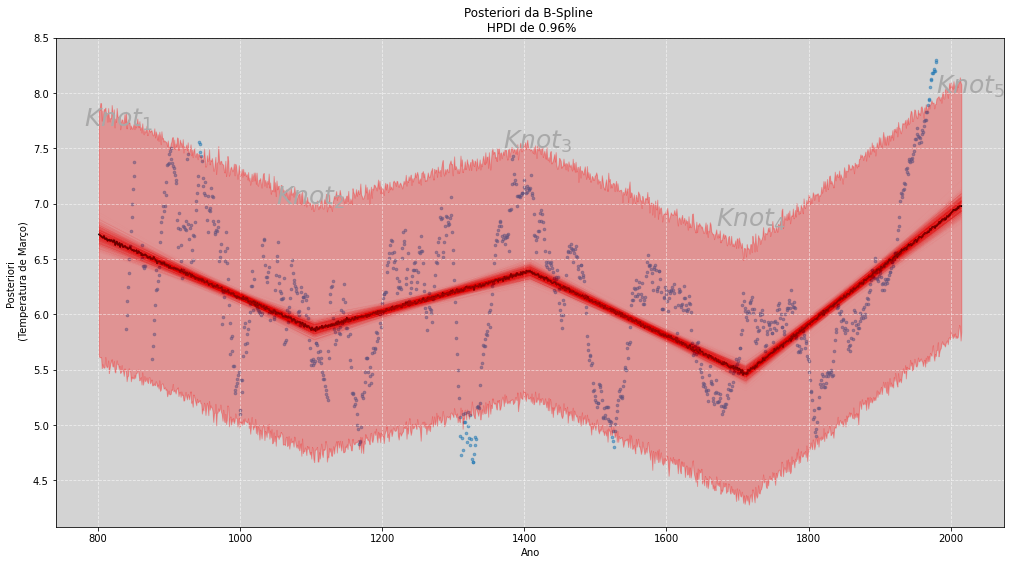 Posteriori da B-Spline
HPDI de 0.96%
Posteriori
(Temperatura de Março)
8.5
8.0
7.5
7.0
6.5
6.0
5.5
5.0
4.5
Knot1
Knot3
Knot5
800
1000
1200
1400
1600
1800
2000
Ano